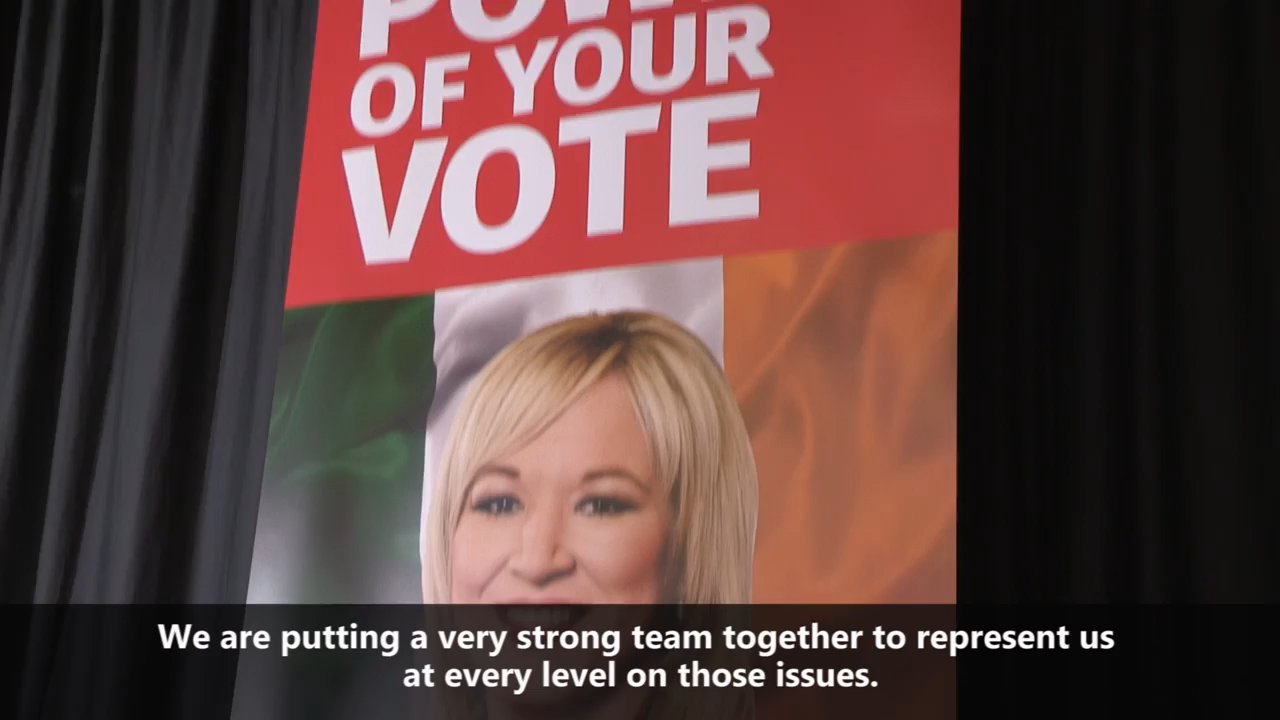 OF YOUR
VOTE
We are putting a very strong team together to represent us
at every level on those issues.